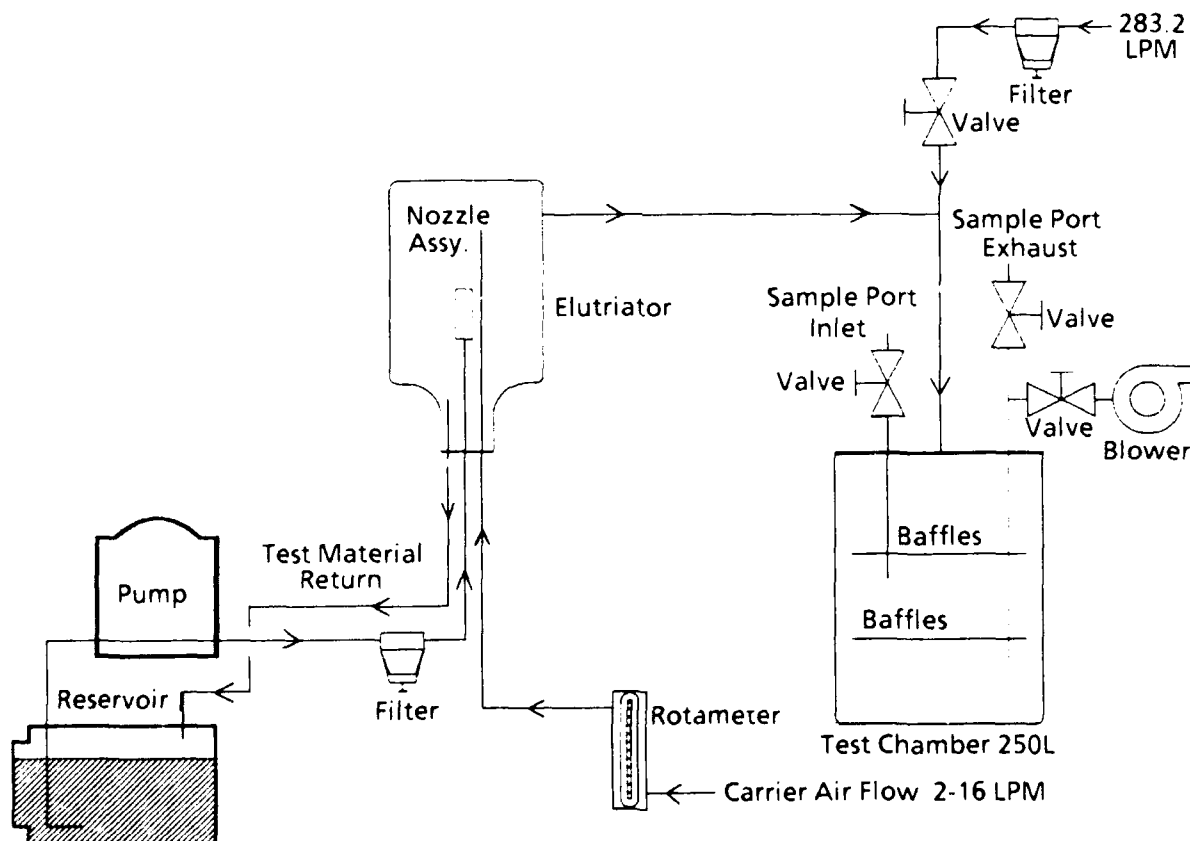 283.2
LPM
Filter
Valve
Nozzle
Assy.
Sample Port
Exhaust
Elutriator
Sample Port
Inlet
Valve
Valve
Valve
Blower
Baffles
Test Material
Return
Pump
Baffles
Reservoir
Filter
Rotameter
Test Chamber 250L
Carrier Air Flow 2-16 LPM